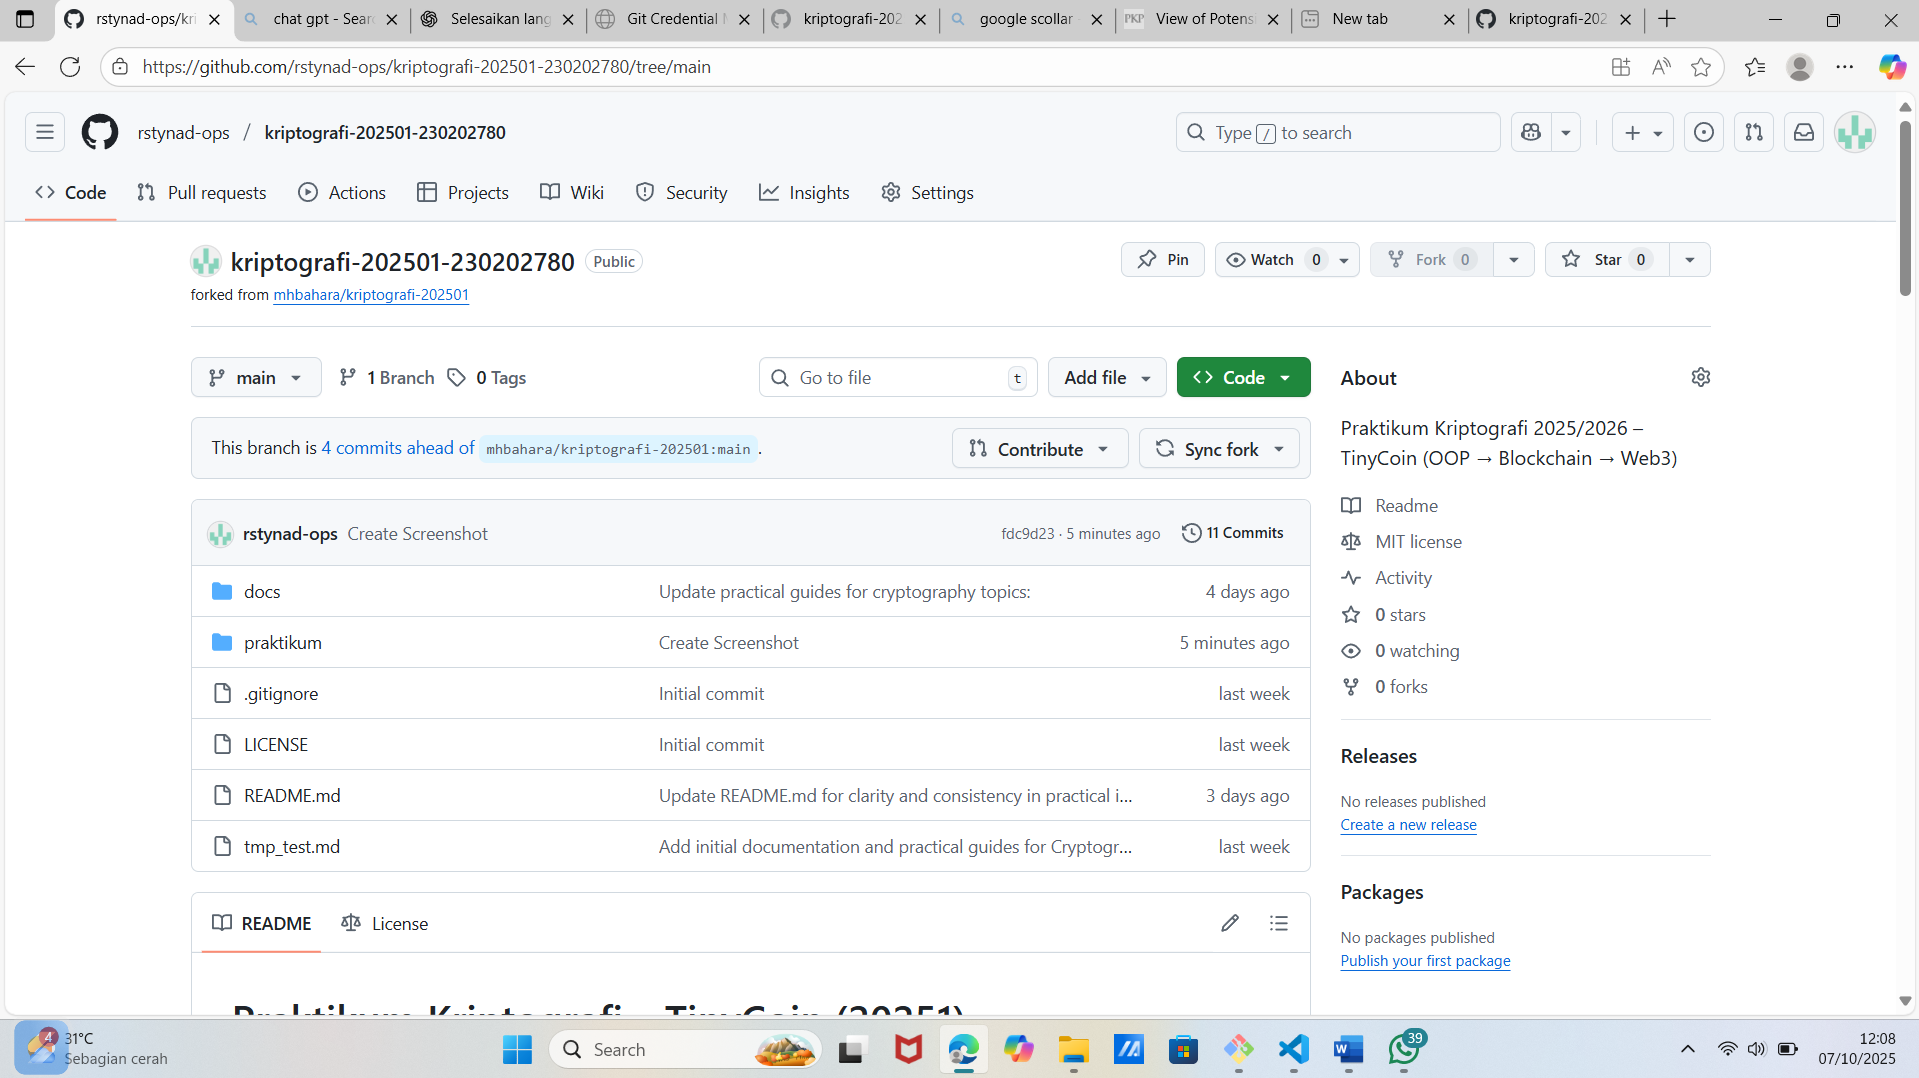 rstynad-ops/kri
chat gpt - Sear
Selesaikan lang
Git Credential M
kriptografi-202
google scollar
PKP
View of Potens
New tab
kriptografi-202
https://github.com/rstynad-ops/kriptografi-202501-230202780/tree/main
rstynad-ops / kriptografi-202501-230202780
Type / to search
Code
Pull requests
Actions
Projects
Wiki
Security
Insights
Settings
kriptografi-202501-230202780 Public
Pin
Watch 0
Fork 0
Star 0
forked from mhbahara/kriptografi-202501
main
1 Branch
0 Tags
Go to file t
Add file
Code
This branch is 4 commits ahead of mhbahara/kriptografi-202501:main .
Contribute
Sync fork
rstynad-ops Create Screenshot fdc9d23 · 5 minutes ago 11 Commits
docs Update practical guides for cryptography topics: 4 days ago
praktikum Create Screenshot 5 minutes ago
.gitignore Initial commit last week
LICENSE Initial commit last week
README.md Update README.md for clarity and consistency in practical i... 3 days ago
tmp_test.md Add initial documentation and practical guides for Cryptogr... last week
README
License
Praktikum Kriptografi – TinyCoin (20251)
About
Praktikum Kriptografi 2025/2026 –
TinyCoin (OOP → Blockchain → Web3)
Readme
MIT license
Activity
0 stars
0 watching
0 forks
Releases
No releases published
Create a new release
Packages
No packages published
Publish your first package
4
31°C
Sebagian cerah
Search
39
12:08
07/10/2025